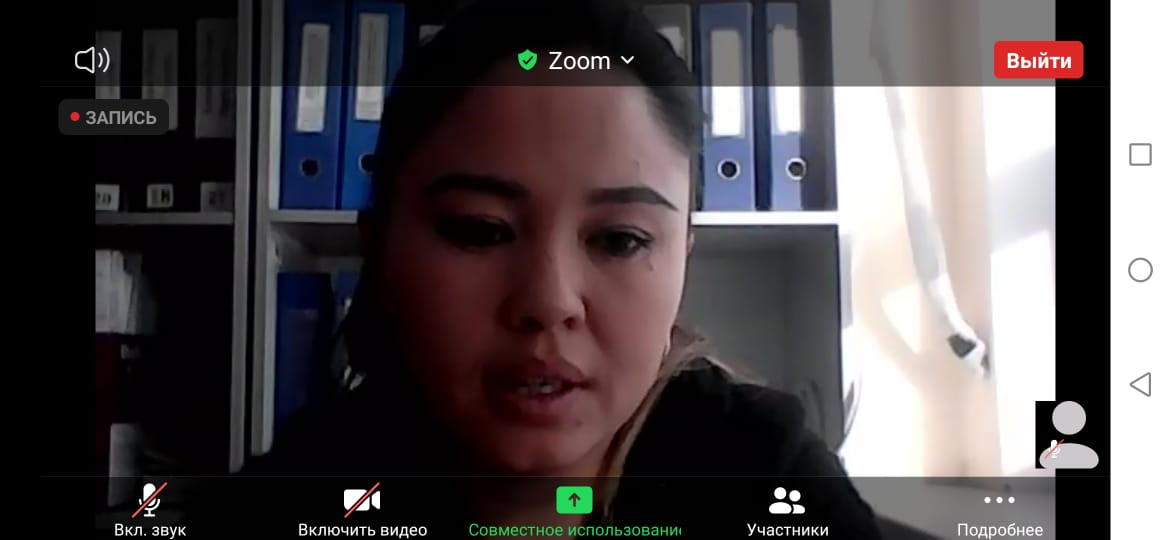 Zoom
Выйти
ЗАПИСЬ
Вкл. звук
Включить видео
Совместное использовани
Участники
Подробнее